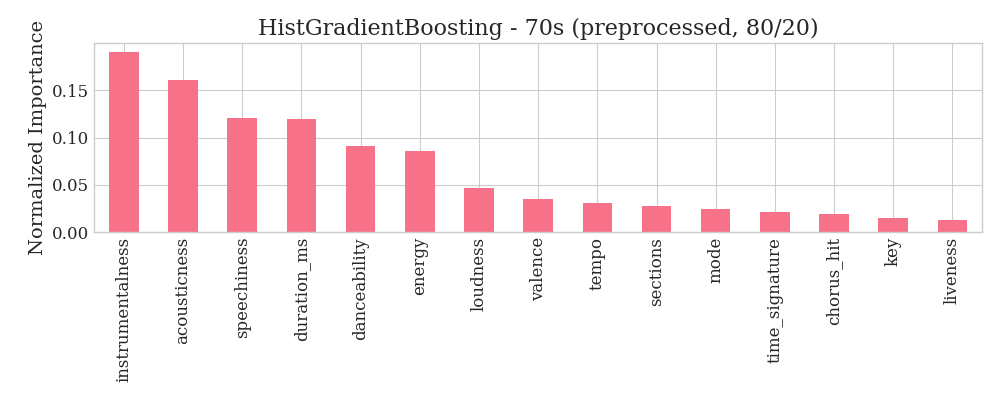 HistGradientBoosting - 70s (preprocessed, 80/20)
Normalized Importance
0.15
0.10
0.05
0.00
instrumentalness
acousticness
speechiness
duration_ms
danceability
energy
loudness
valence
tempo
sections
mode
time_signature
chorus_hit
key
liveness